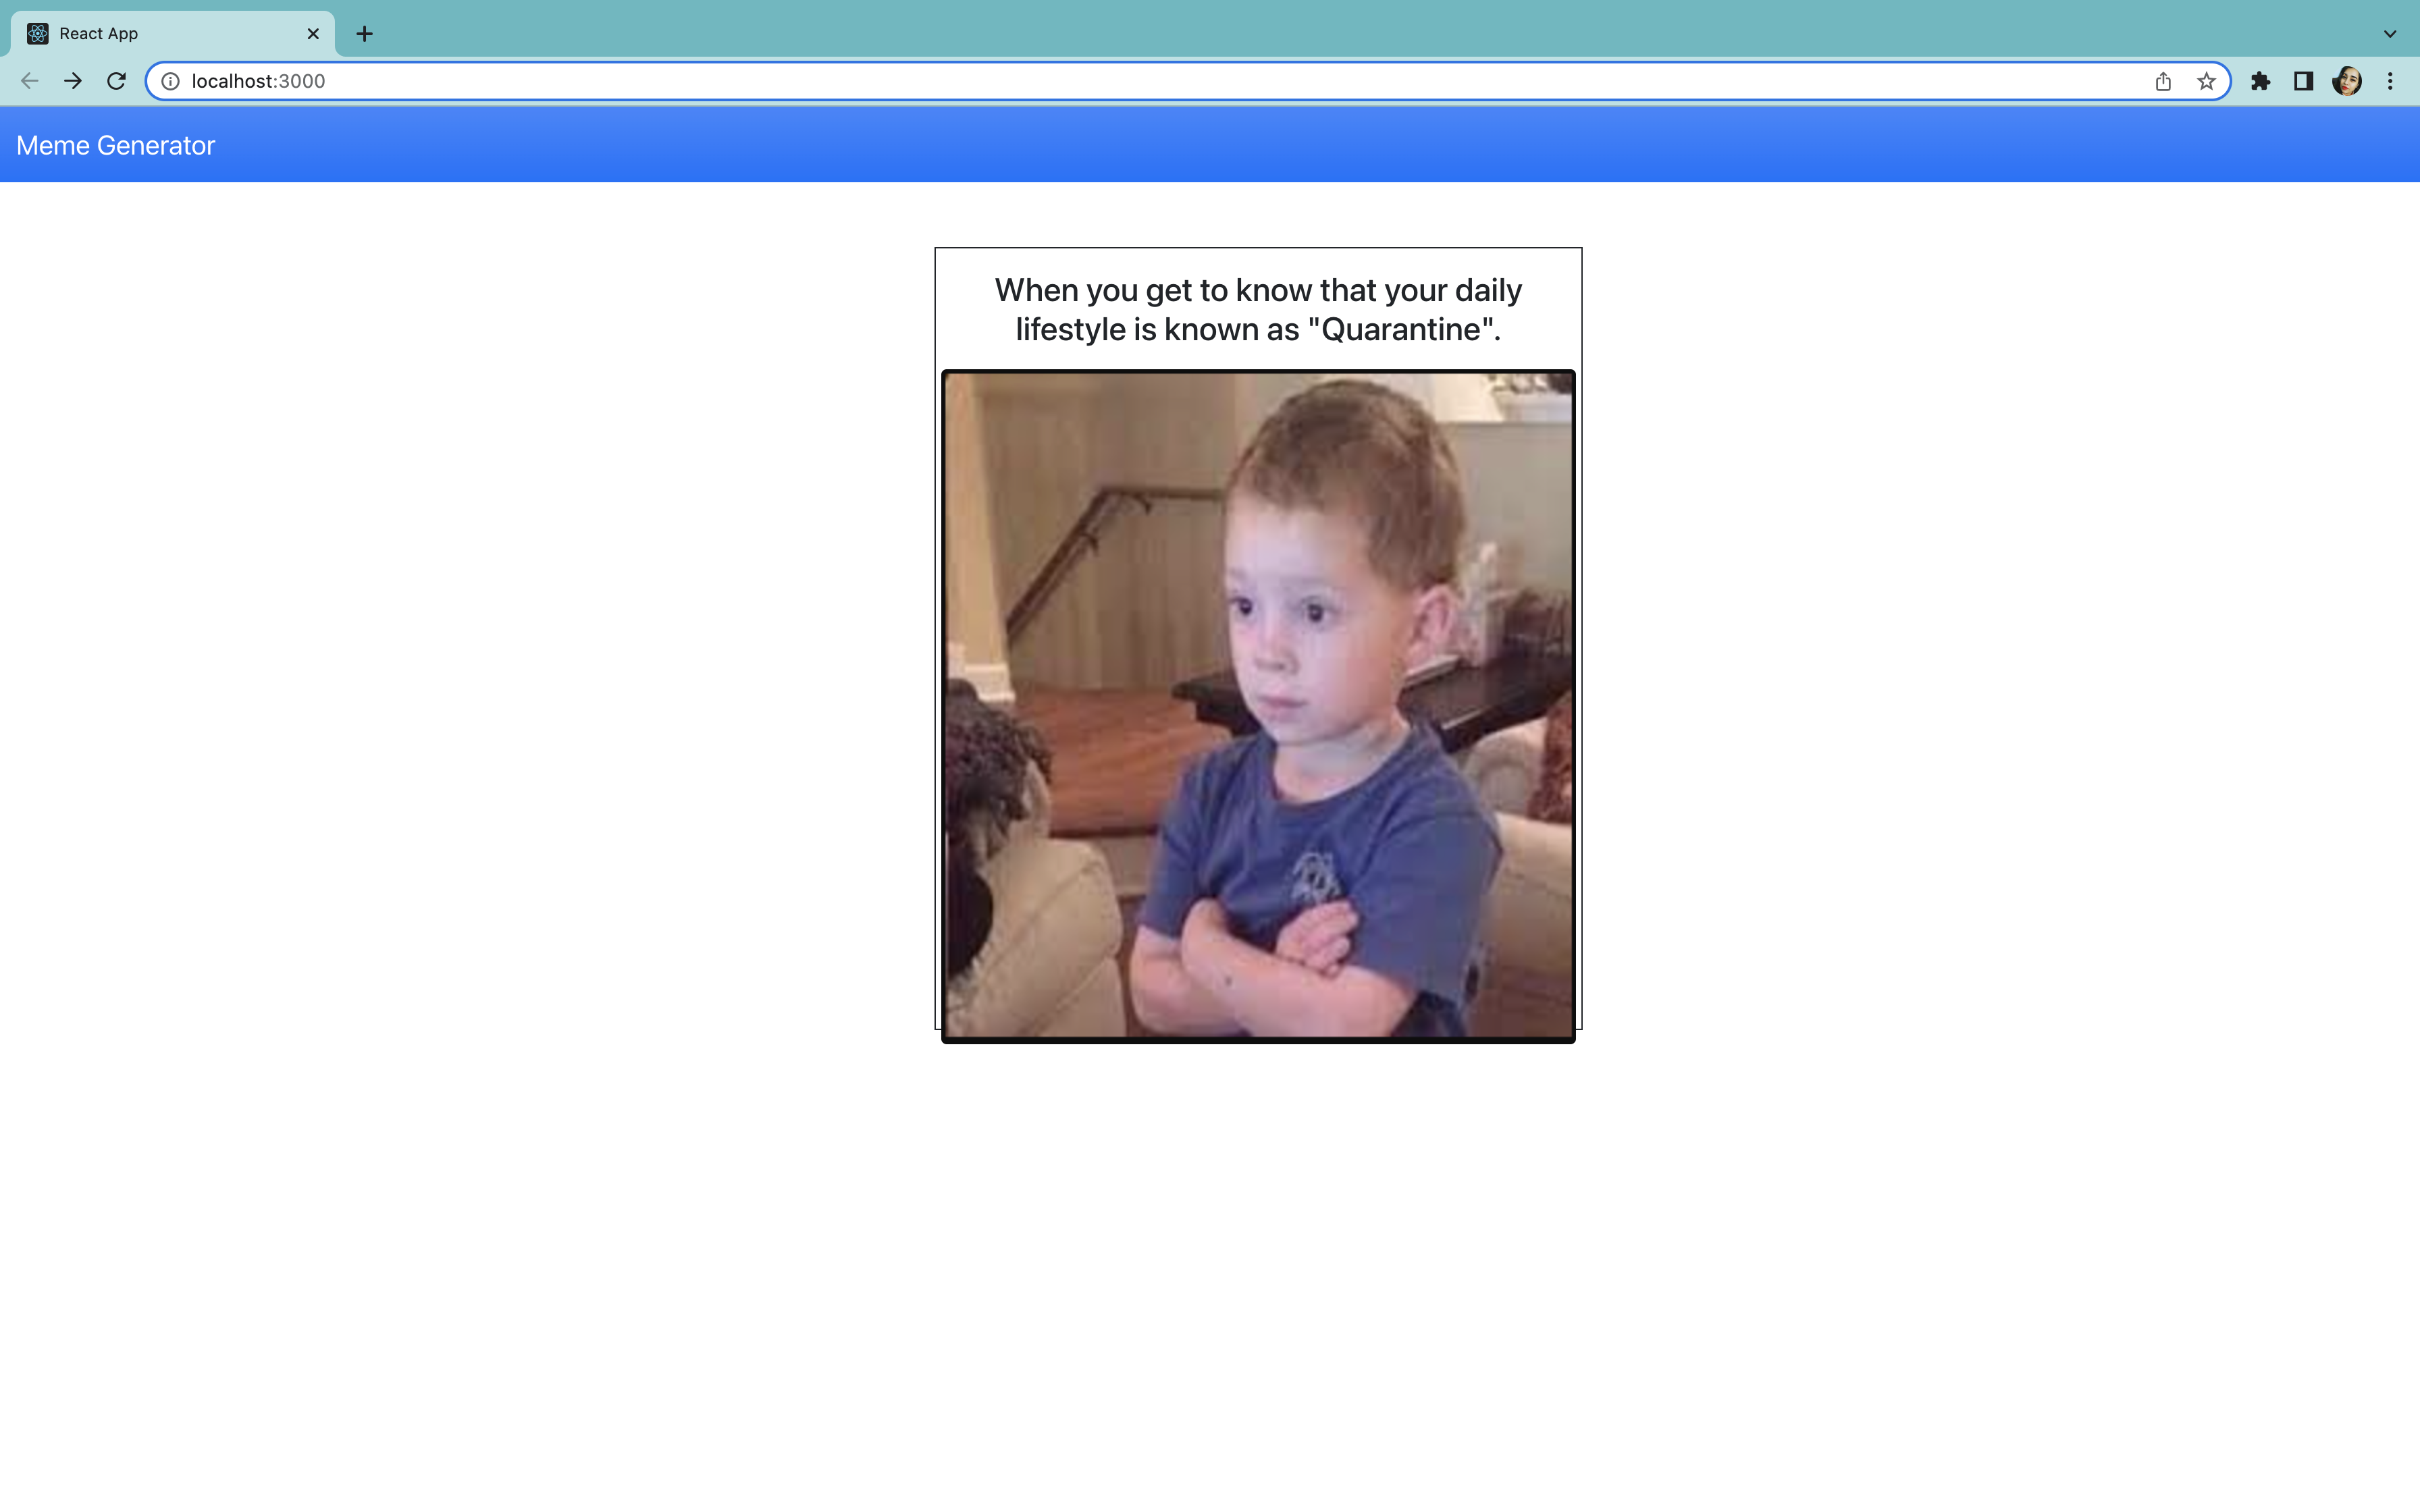 React App
localhost:3000
Meme Generator
When you get to know that your daily
lifestyle is known as "Quarantine".